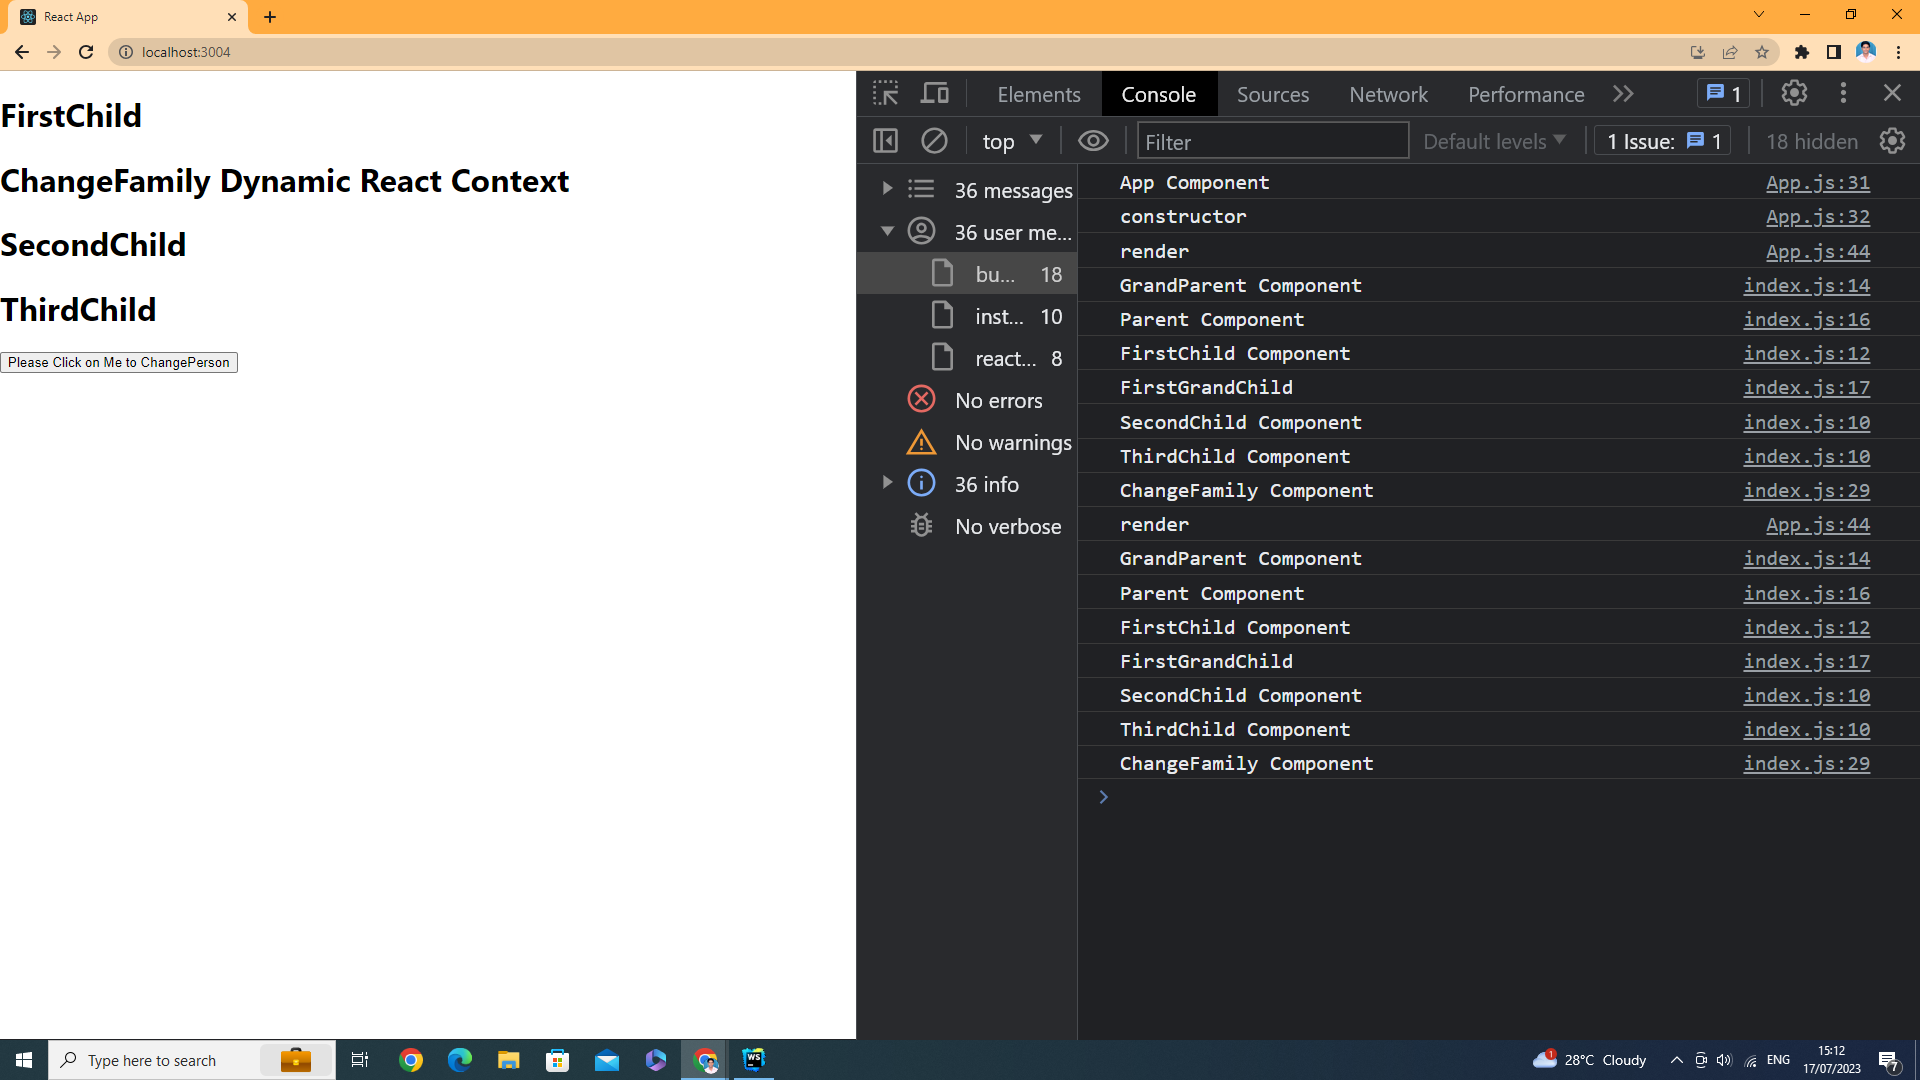 React App
localhost:3004
FirstChild
ChangeFamily Dynamic React Context
SecondChild
ThirdChild
Please Click on Me to ChangePerson
Elements Console Sources Network Performance 1
top Filter Default levels 1 Issue: 1 18 hidden
36 messages
36 user me...
bu... 18
inst... 10
react... 8
No errors
No warnings
36 info
No verbose
App Component App.js:31
constructor App.js:32
render App.js:44
GrandParent Component index.js:14
Parent Component index.js:16
FirstChild Component index.js:12
FirstGrandChild index.js:17
SecondChild Component index.js:10
ThirdChild Component index.js:10
ChangeFamily Component index.js:29
render App.js:44
GrandParent Component index.js:14
Parent Component index.js:16
FirstChild Component index.js:12
FirstGrandChild index.js:17
SecondChild Component index.js:10
ThirdChild Component index.js:10
ChangeFamily Component index.js:29
Type here to search
WS
1
28°C Cloudy
ENG
15:12
17/07/2023
7